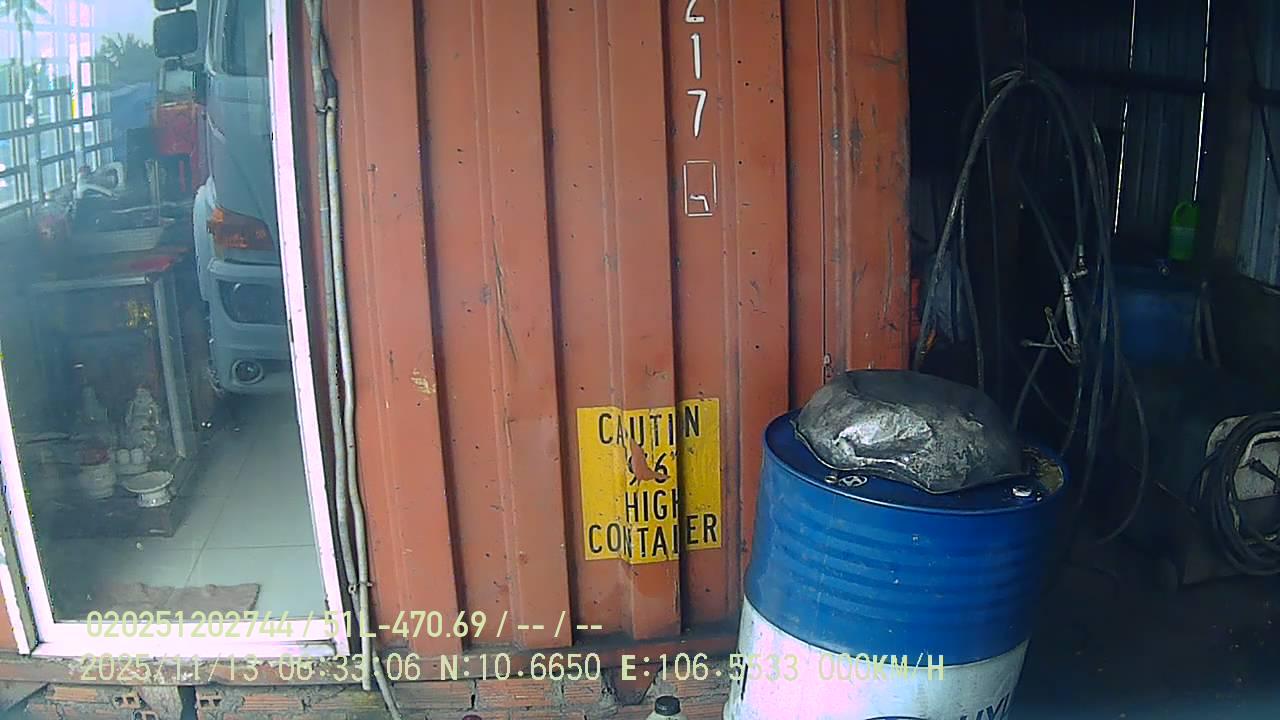 217
CAUTI N
9'6"
HIGH
CONTAINER
020251202744 / 51L-470.69 / -- / --
2025/11/13 08:33:06 N:10.6650 E:106.5533 000KM/H